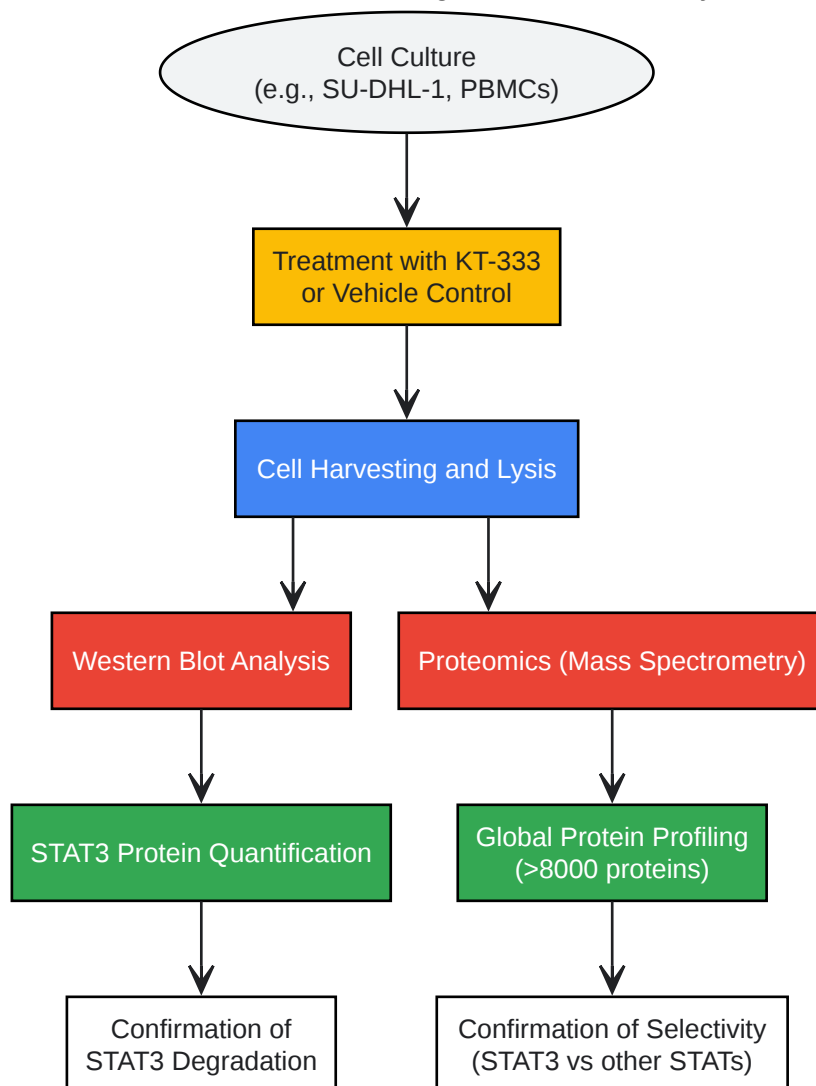 Cell Culture
(e.g., SU-DHL-1, PBMCs)
Treatment with KT-333
or Vehicle Control
Cell Harvesting and Lysis
Western Blot Analysis
Proteomics (Mass Spectrometry)
STAT3 Protein Quantification
Global Protein Profiling
(>8000 proteins)
Confirmation of
STAT3 Degradation
Confirmation of Selectivity
(STAT3 vs other STATs)